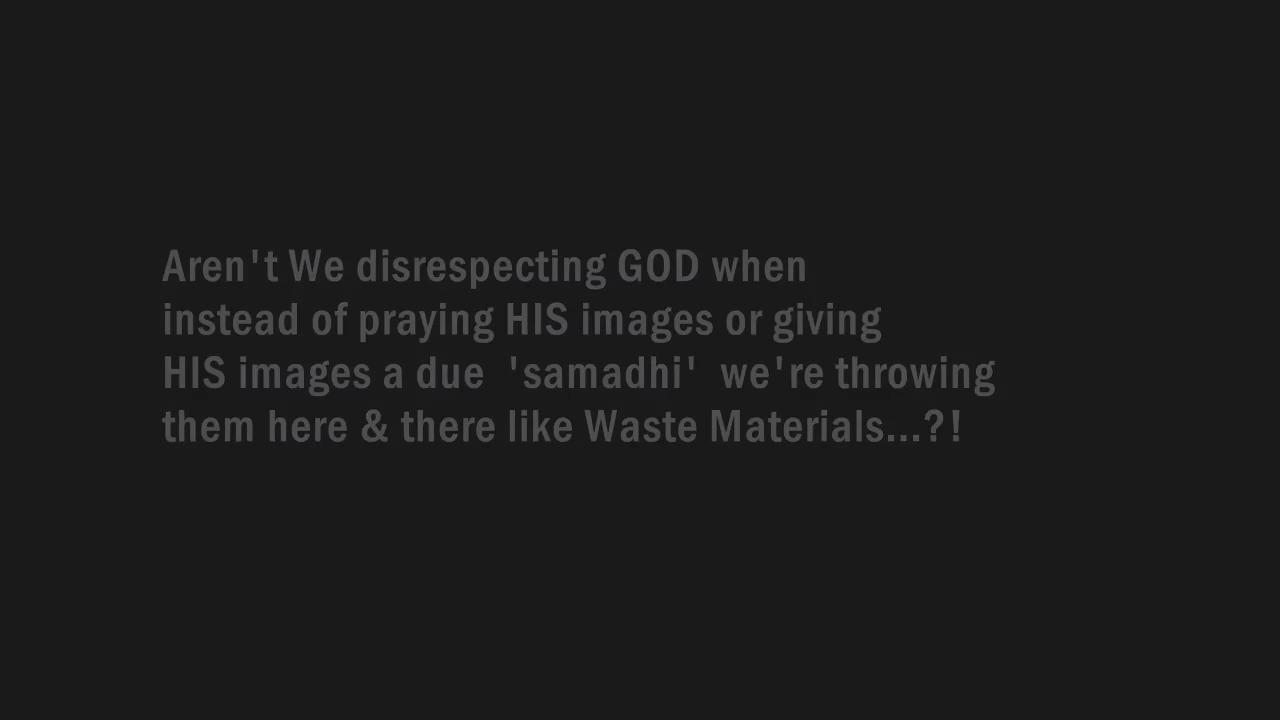 Aren't We disrespecting GOD when
instead of praying HIS images or giving
HIS images a due 'samadhi' we're throwing
them here & there like Waste Materials...?!